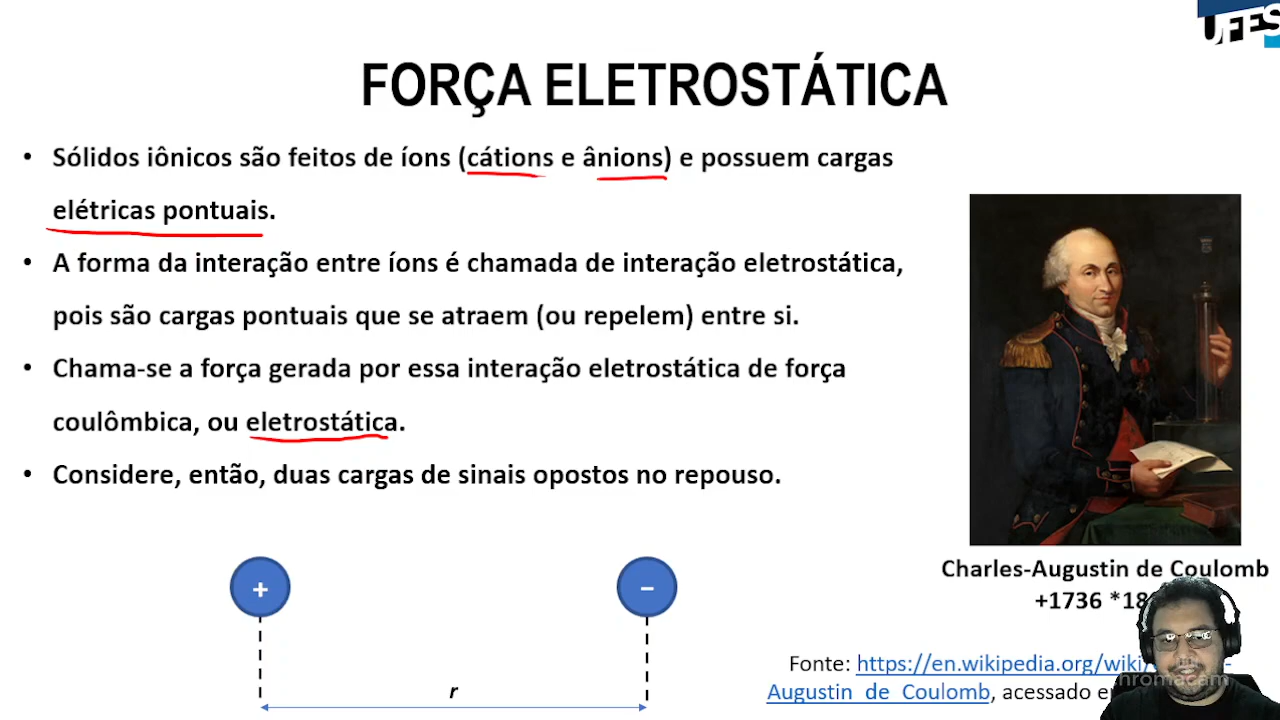 UFES
FORÇA ELETROSTÁTICA
• Sólidos iônicos são feitos de íons (cátions e ânions) e possuem cargas
elétricas pontuais.
• A forma da interação entre íons é chamada de interação eletrostática,
pois são cargas pontuais que se atraem (ou repelem) entre si.
• Chama-se a força gerada por essa interação eletrostática de força
coulômbica, ou eletrostática.
• Considere, então, duas cargas de sinais opostos no repouso.
+ −
r
Charles-Augustin de Coulomb
+1736
Fonte: https://en.wikipedia.org/wiki/
Augustin_de_Coulomb, acessado